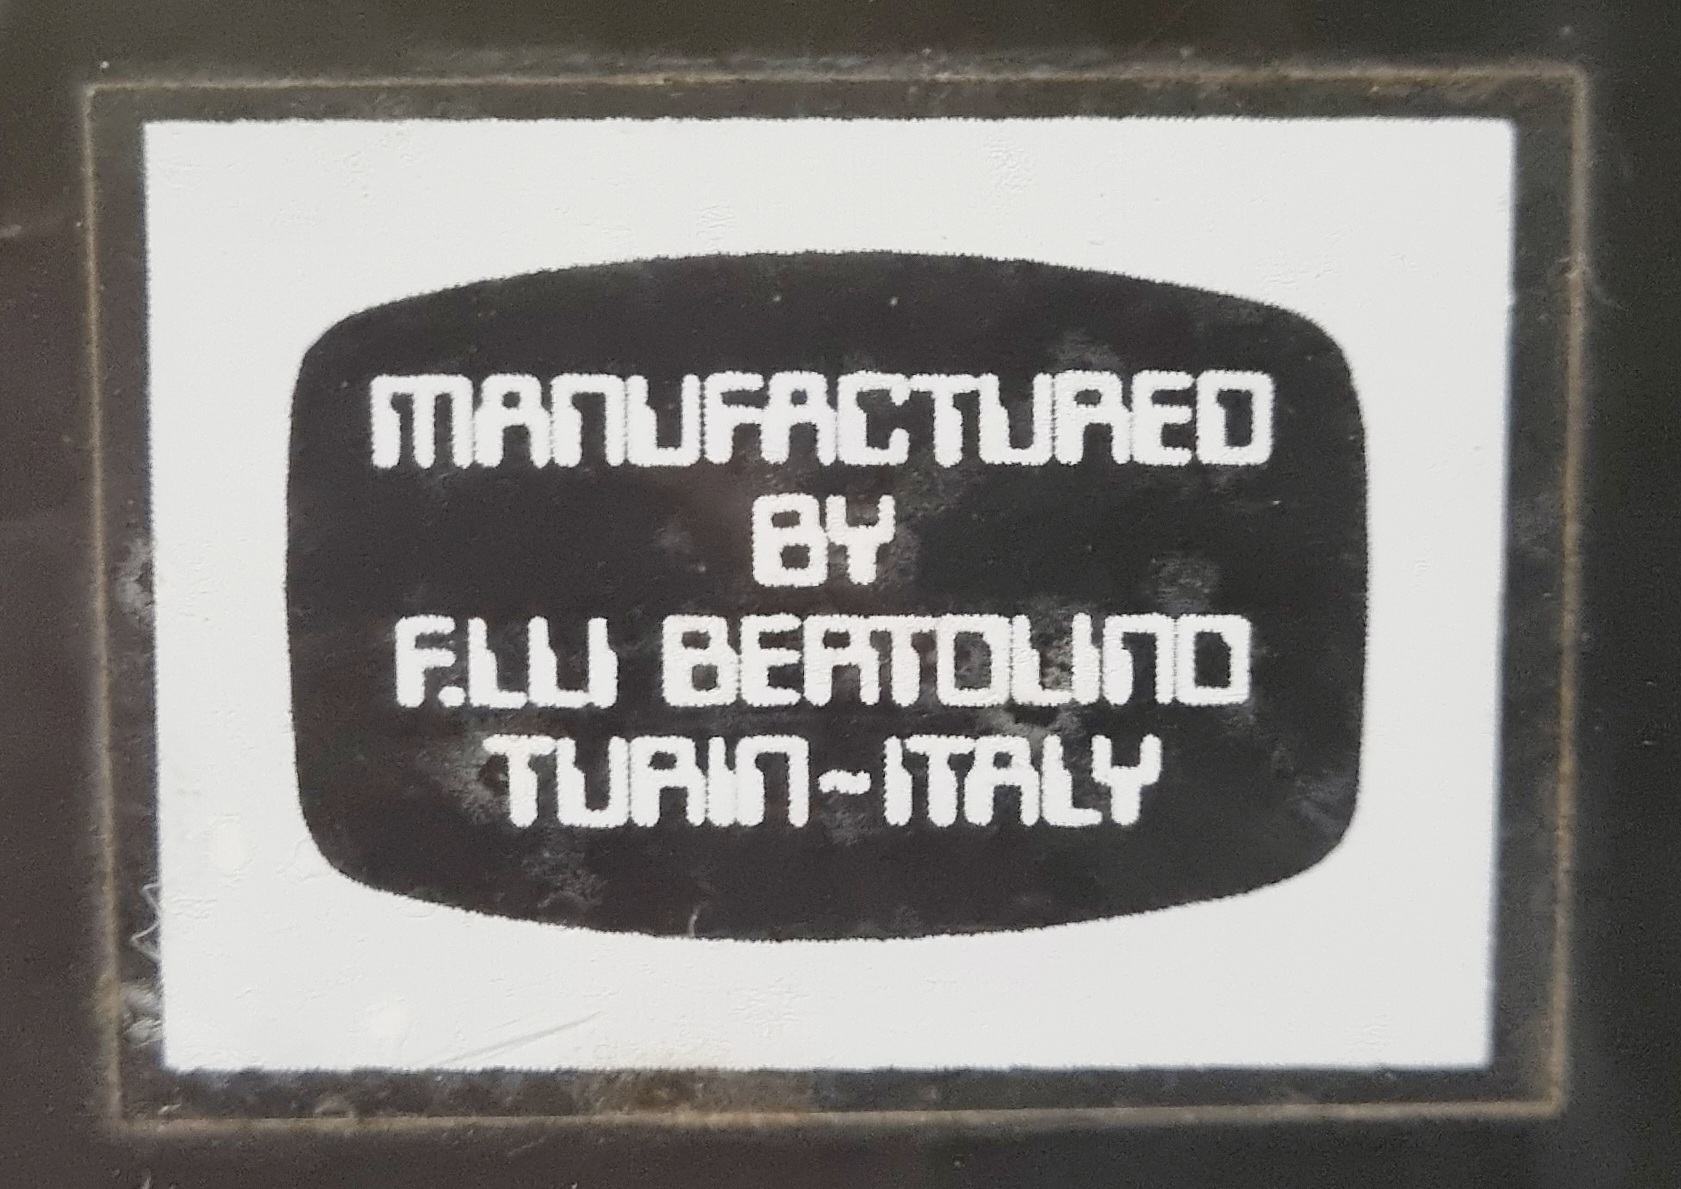 MANUFACTURED
BY
F.LLI BERTOLINO
TURIN~ITALY